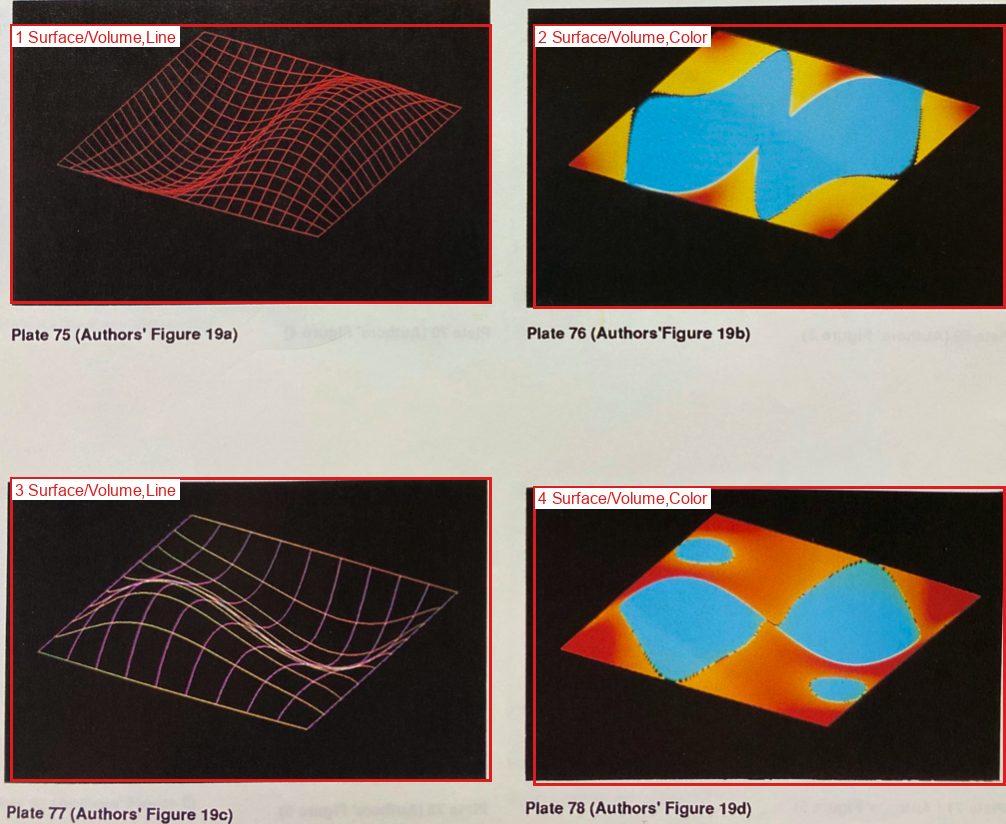 1 Surface/Volume,Line
2 Surface/Volume,Color
Plate 75 (Authors' Figure 19a)
Plate 76 (Authors'Figure 19b)
3 Surface/Volume,Line
4 Surface/Volume,Color
Plate 77 (Authors' Figure 19c)
Plate 78 (Authors' Figure 19d)